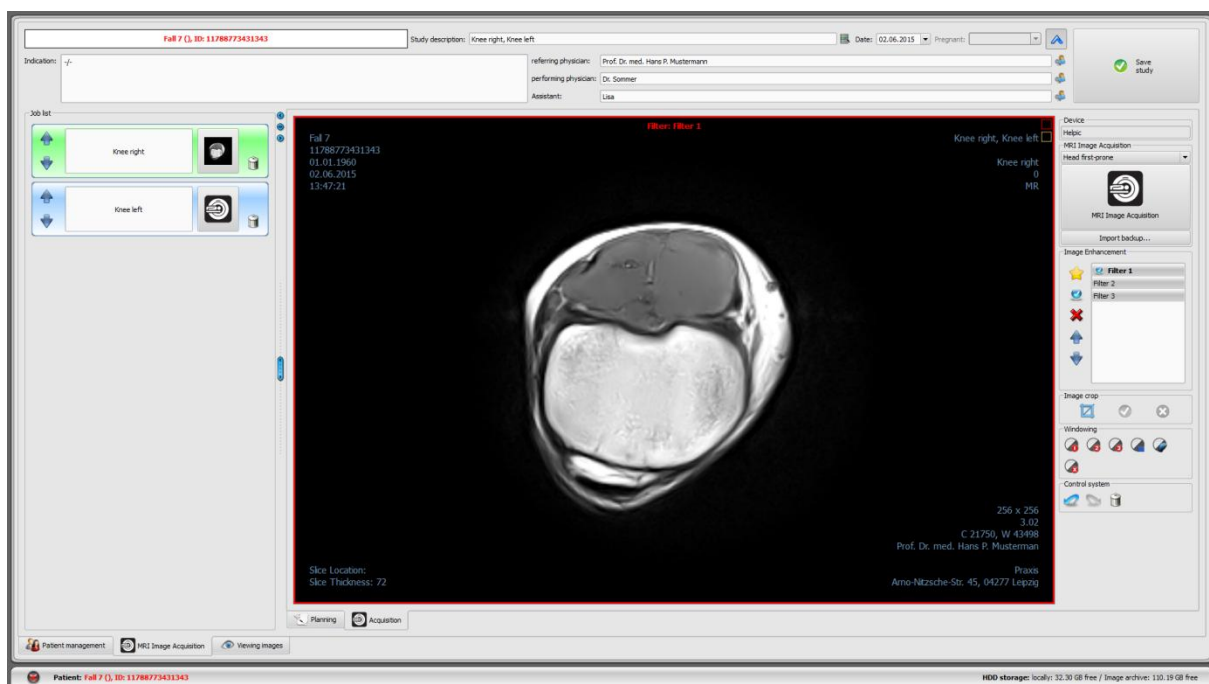 Fall 7 (), ID: 11788773431343
Study description: Knee right, Knee left
Date: 02.06.2015
Pregnant:
Indication: -/-
referring physician: Prof. Dr. med. Hans P. Mustermann
performing physician: Dr. Sommer
Assistant: Lisa
Save
study
Job list
Knee right
Knee left
Filter: Filter 1
Fall 7
11788773431343
01.01.1960
02.06.2015
13:47:21
Knee right, Knee left
Knee right
0
MR
256 x 256
3.02
C 21750, W 43498
Prof. Dr. med. Hans P. Musterman
Slice Location:
Slice Thickness: 72
Praxis
Arno-Nitzsche-Str. 45, 04277 Leipzig
Device
Helpic
MRI Image Acquisition
Head first-prone
MRI Image Acquisition
Import backup...
Image Enhancement
Filter 1
Filter 2
Filter 3
Image crop
Windowing
Control system
Planning
Acquisition
Patient management
MRI Image Acquisition
Viewing images
Patient: Fall 7 (), ID: 11788773431343
HDD storage: locally: 32.30 GB free / Image archive: 110.19 GB free